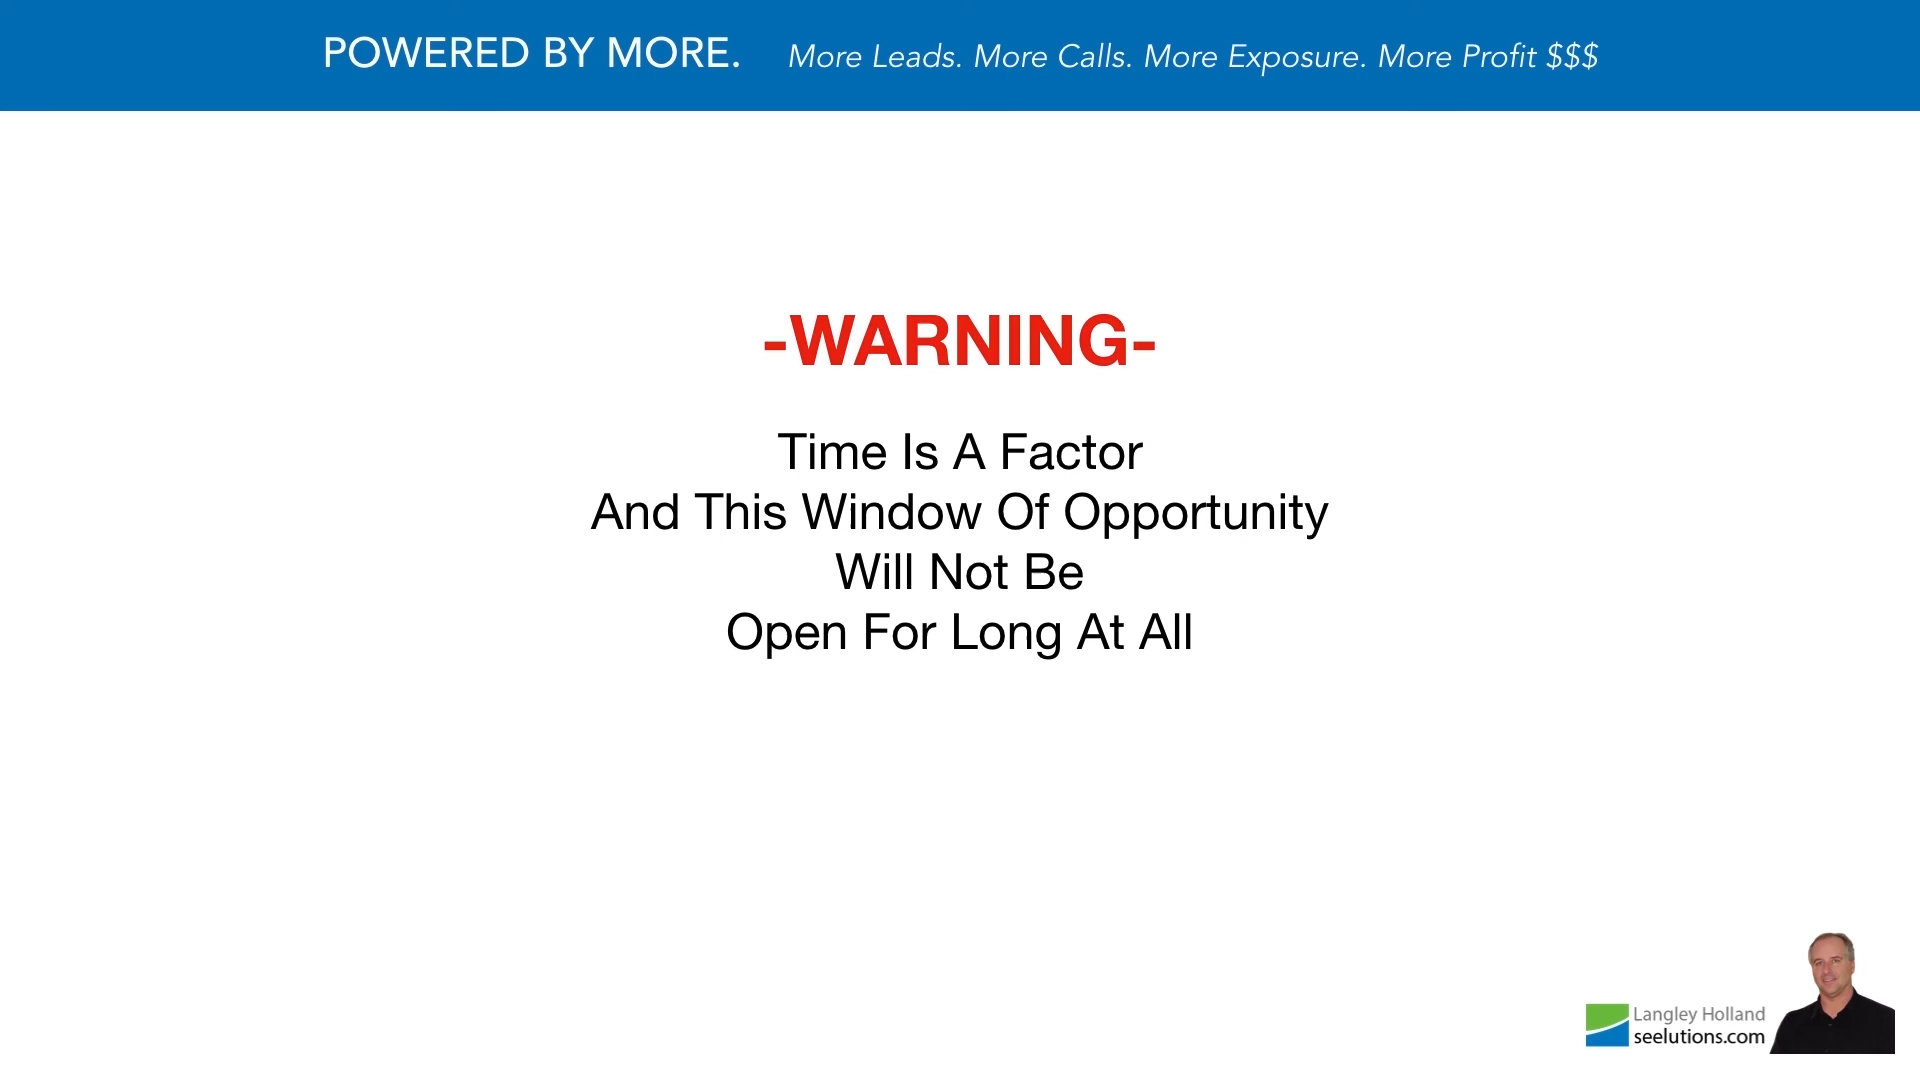 POWERED BY MORE. More Leads. More Calls. More Exposure. More Profit $$$
-WARNING-
Time Is A Factor
And This Window Of Opportunity
Will Not Be
Open For Long At All
Langley Holland
seelutions.com